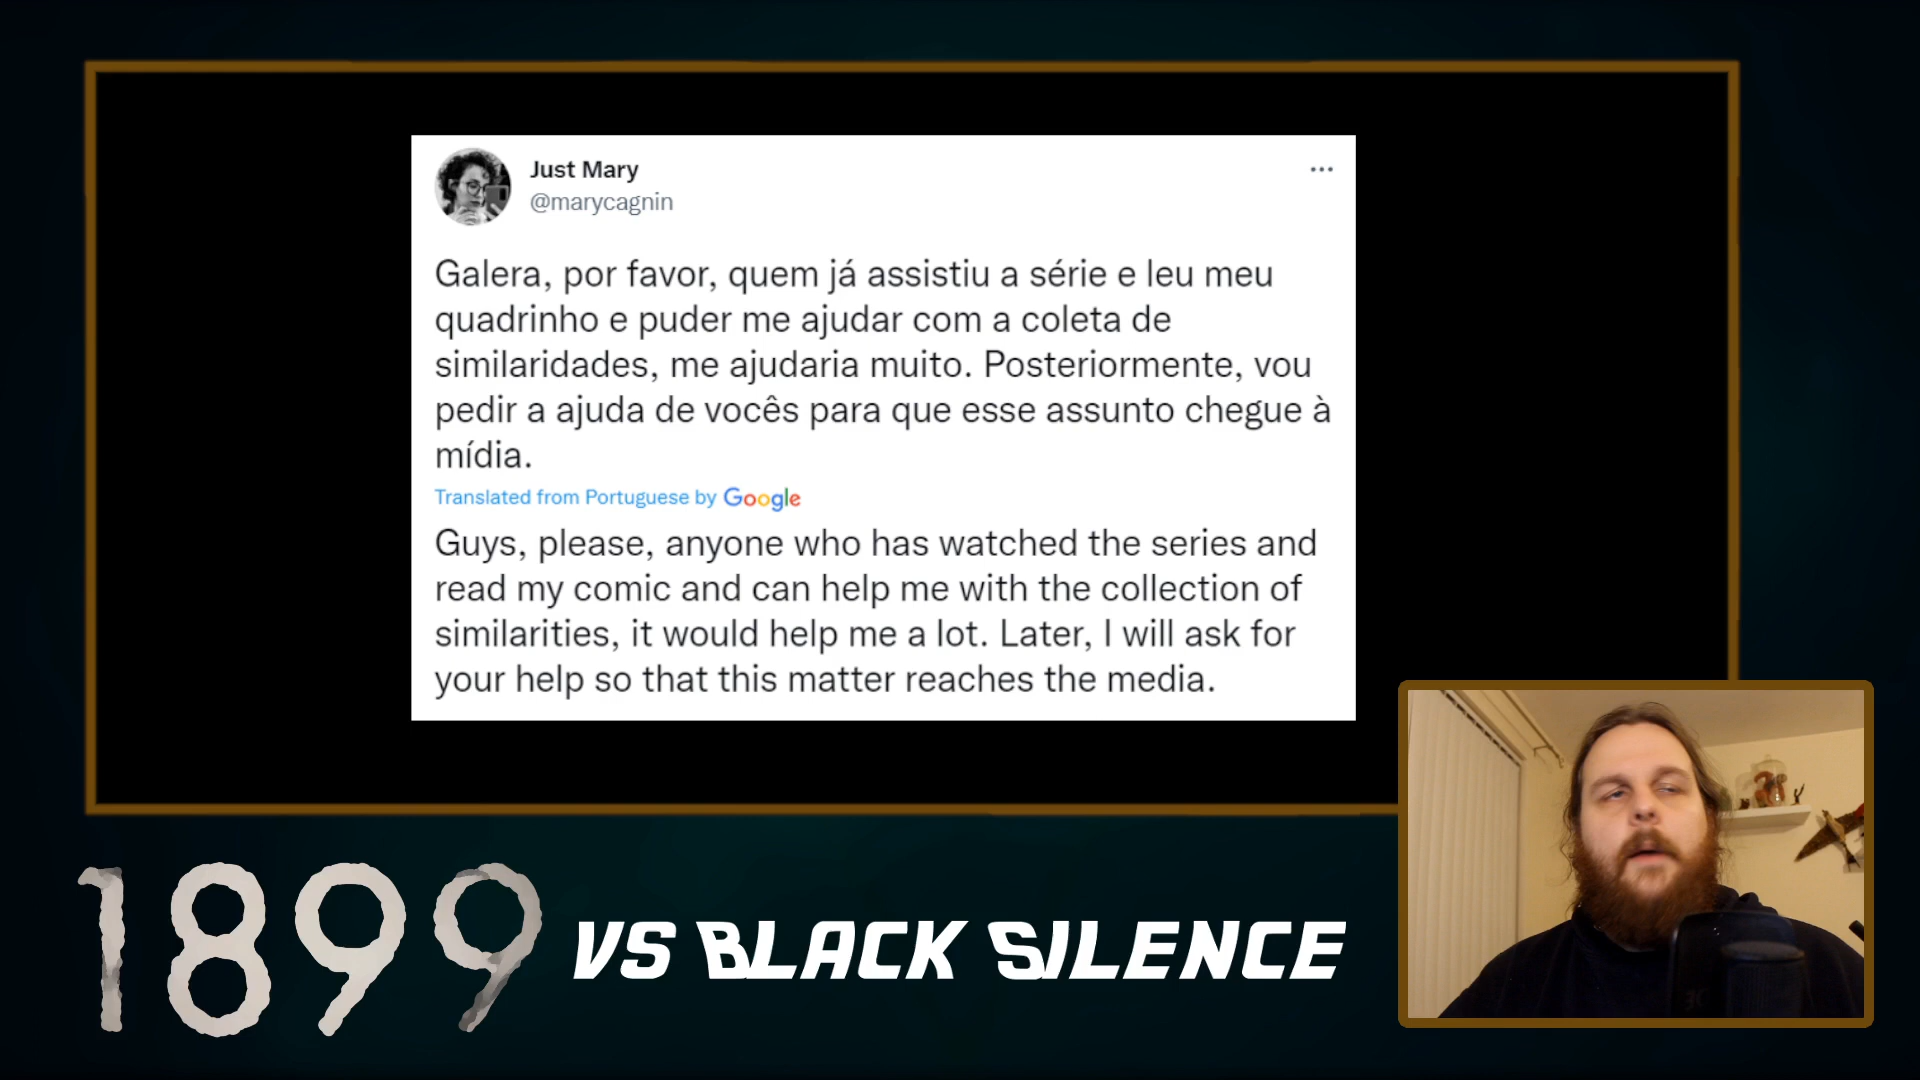 Just Mary
@marycagnin
Galera, por favor, quem já assistiu a série e leu meu
quadrinho e puder me ajudar com a coleta de
similaridades, me ajudaria muito. Posteriormente, vou
pedir a ajuda de vocês para que esse assunto chegue à
mídia.
Translated from Portuguese by Google
Guys, please, anyone who has watched the series and
read my comic and can help me with the collection of
similarities, it would help me a lot. Later, I will ask for
your help so that this matter reaches the media.
1899 VS BLACK SILENCE